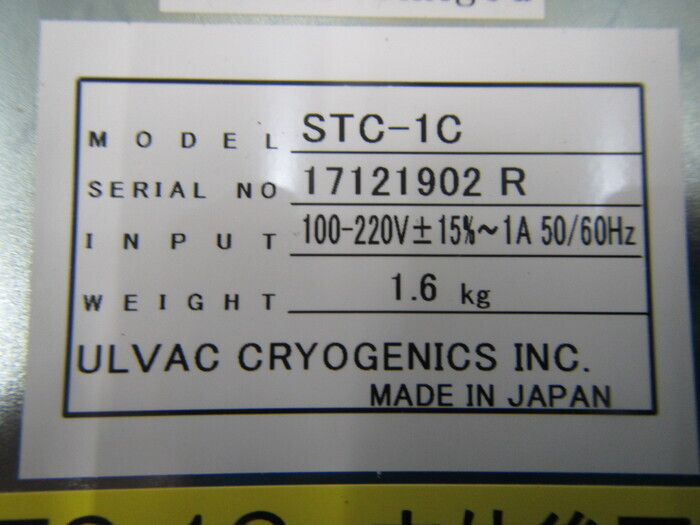 MODEL STC-1C
SERIAL NO 17121902 R
INPUT 100-220V±15%~1A 50/60Hz
WEIGHT 1.6 kg
ULVAC CRYOGENICS INC.
MADE IN JAPAN